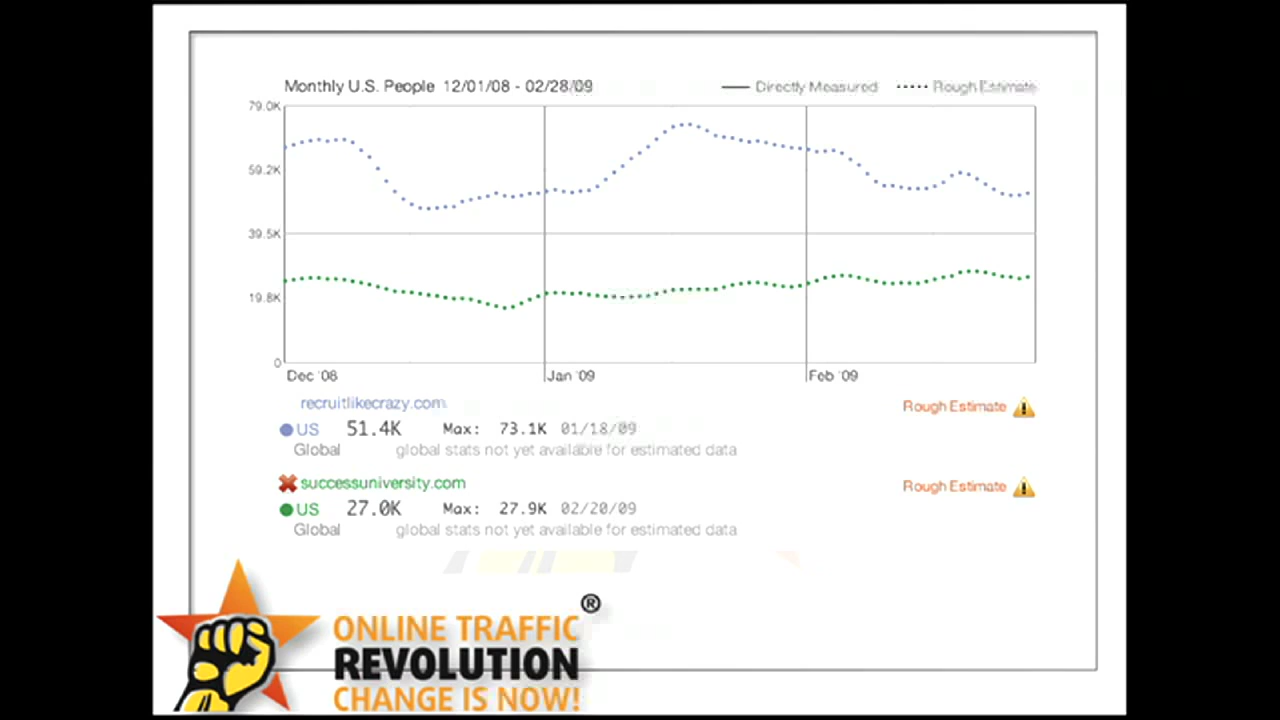 Monthly U.S. People 12/01/08 - 02/28/09
Directly Measured Rough Estimate
79.0K
59.2K
39.5K
19.8K
0
Dec '08 Jan '09 Feb '09
recruitlikecrazy.com
Rough Estimate
US 51.4K Max: 73.1K 01/18/09
Global global stats not yet available for estimated data
successuniversity.com
Rough Estimate
US 27.0K Max: 27.9K 02/20/09
Global global stats not yet available for estimated data
®
ONLINE TRAFFIC
REVOLUTION
CHANGE IS NOW!